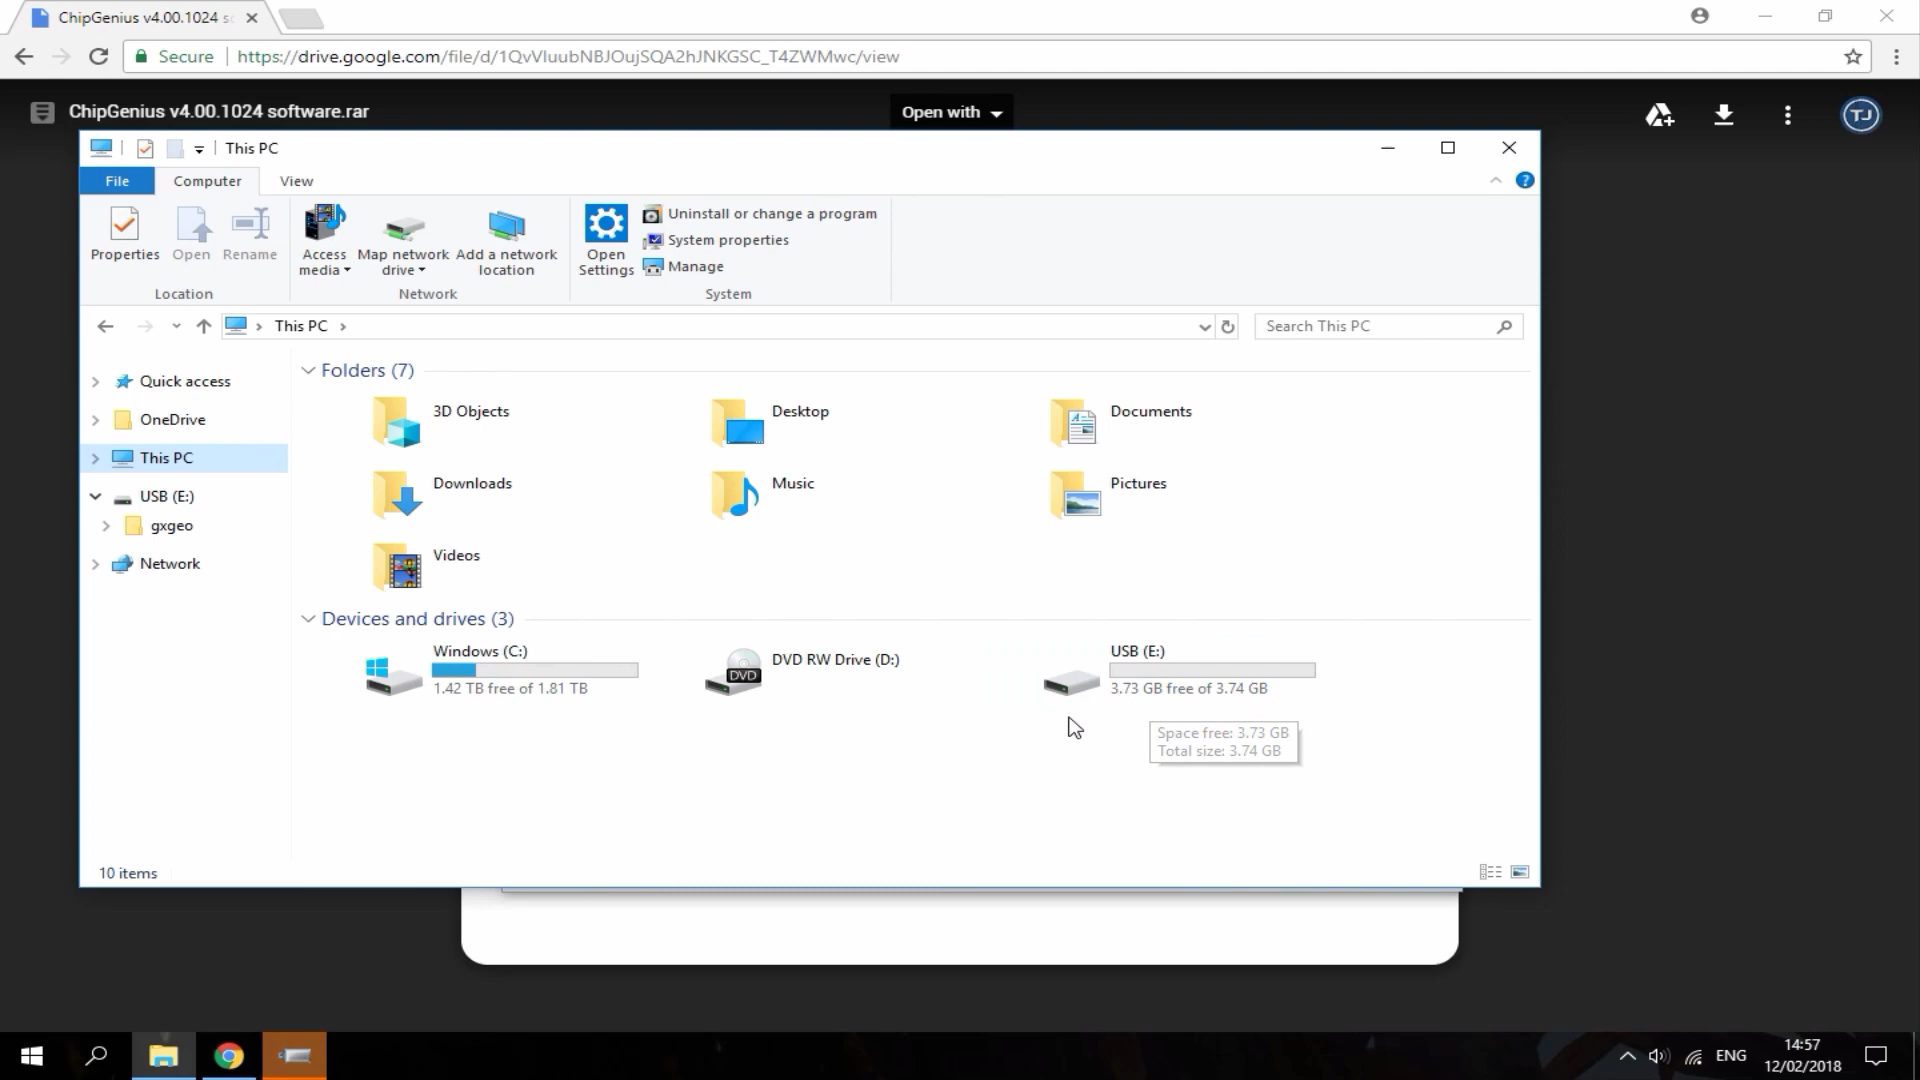 ChipGenius v4.00.1024 s
Secure
https://drive.google.com/file/d/1QvVIuubNBJOujSQA2hJNKGSC_T4ZWMwc/view
ChipGenius v4.00.1024 software.rar
Open with
TJ
This PC
File
Computer
View
Properties
Open
Rename
Location
Access media
Map network drive
Add a network location
Network
Open Settings
Uninstall or change a program
System properties
Manage
System
This PC
Search This PC
Quick access
OneDrive
This PC
USB (E:)
gxgeo
Network
Folders (7)
3D Objects
Desktop
Documents
Downloads
Music
Pictures
Videos
Devices and drives (3)
Windows (C:)
1.42 TB free of 1.81 TB
DVD
DVD RW Drive (D:)
USB (E:)
3.73 GB free of 3.74 GB
Space free: 3.73 GB
Total size: 3.74 GB
10 items
ENG
14:57
12/02/2018